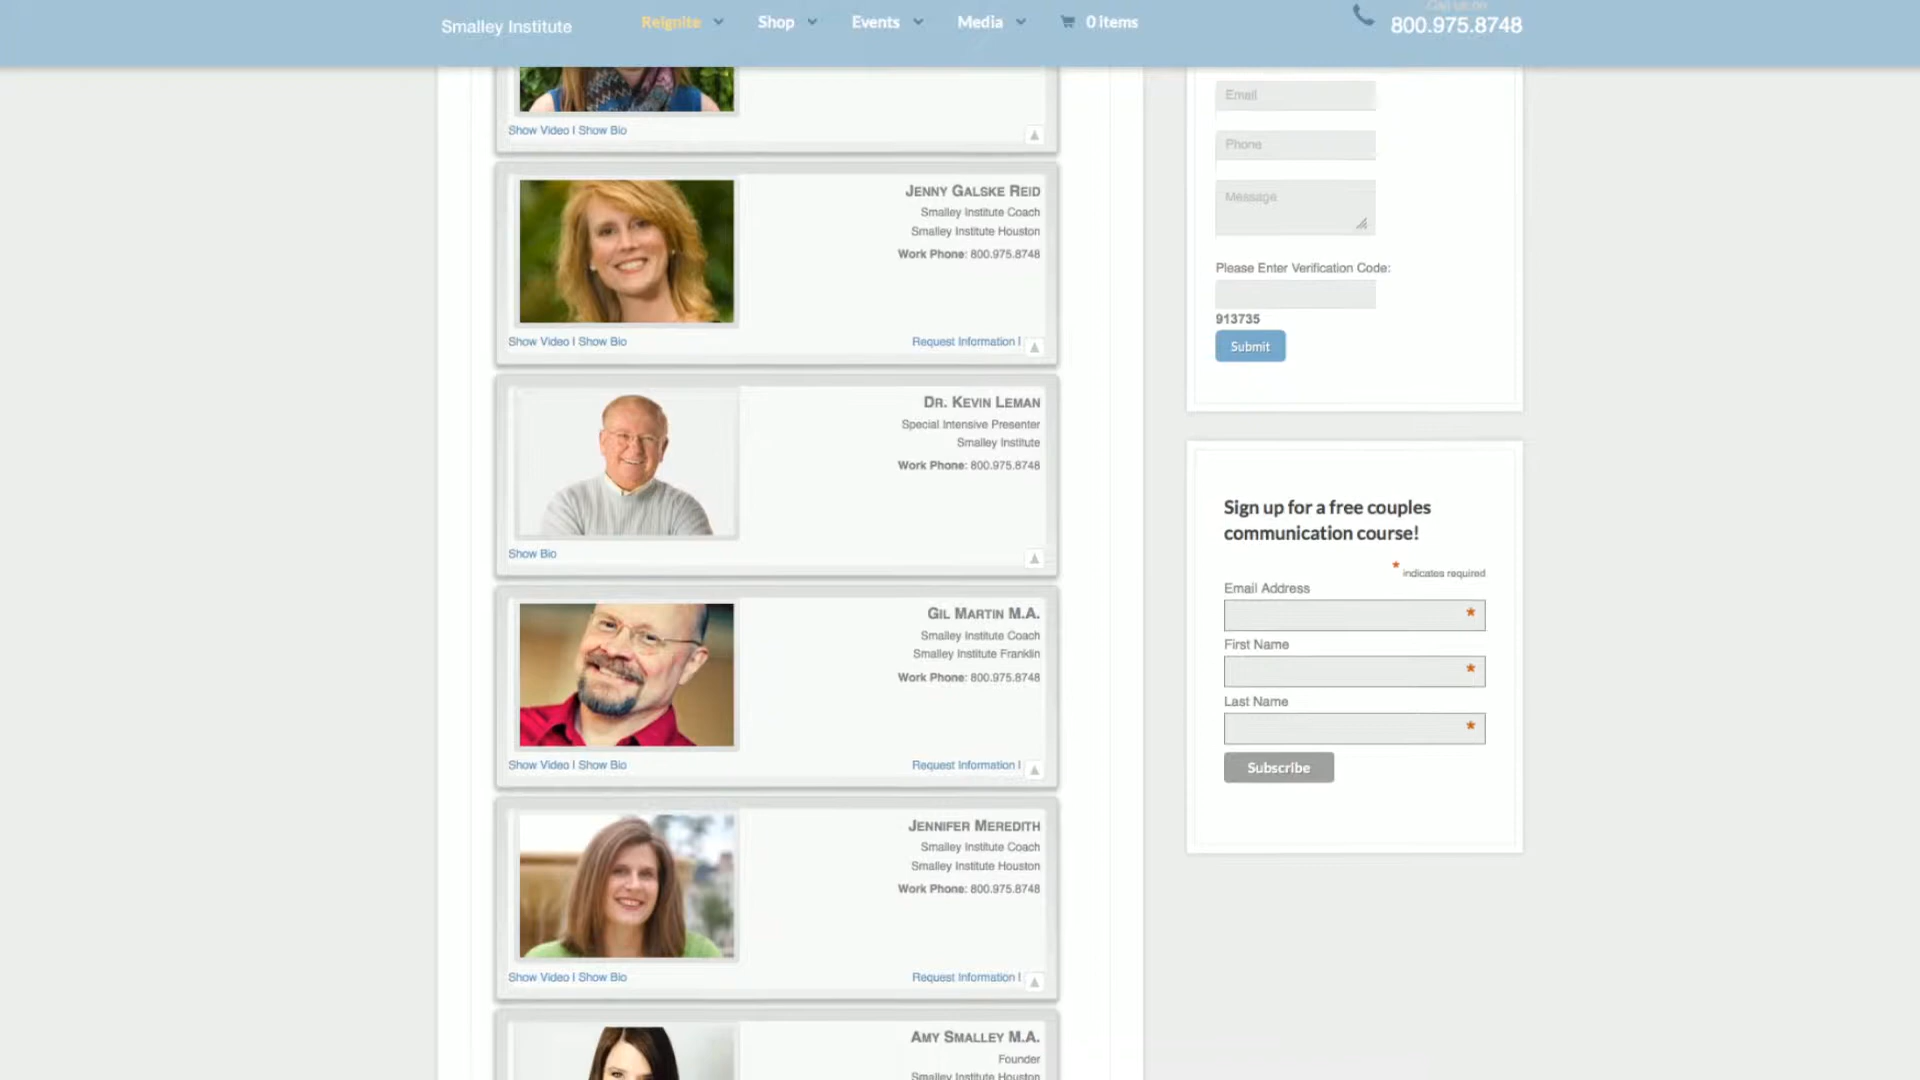 Smalley Institute
Reignite
Shop
Events
Media
0 items
Call us on
800.975.8748
Show Video | Show Bio
JENNY GALSKE REID
Smalley Institute Coach
Smalley Institute Houston
Work Phone: 800.975.8748
Show Video | Show Bio
Request Information |
DR. KEVIN LEMAN
Special Intensive Presenter
Smalley Institute
Work Phone: 800.975.8748
Show Bio
GIL MARTIN M.A.
Smalley Institute Coach
Smalley Institute Franklin
Work Phone: 800.975.8748
Show Video | Show Bio
Request Information |
JENNIFER MEREDITH
Smalley Institute Coach
Smalley Institute Houston
Work Phone: 800.975.8748
Show Video | Show Bio
Request Information |
AMY SMALLEY M.A.
Founder
Smalley Institute Houston
Email
Phone
Message
Please Enter Verification Code:
913735
Submit
Sign up for a free couples
communication course!
* indicates required
Email Address
*
First Name
*
Last Name
*
Subscribe